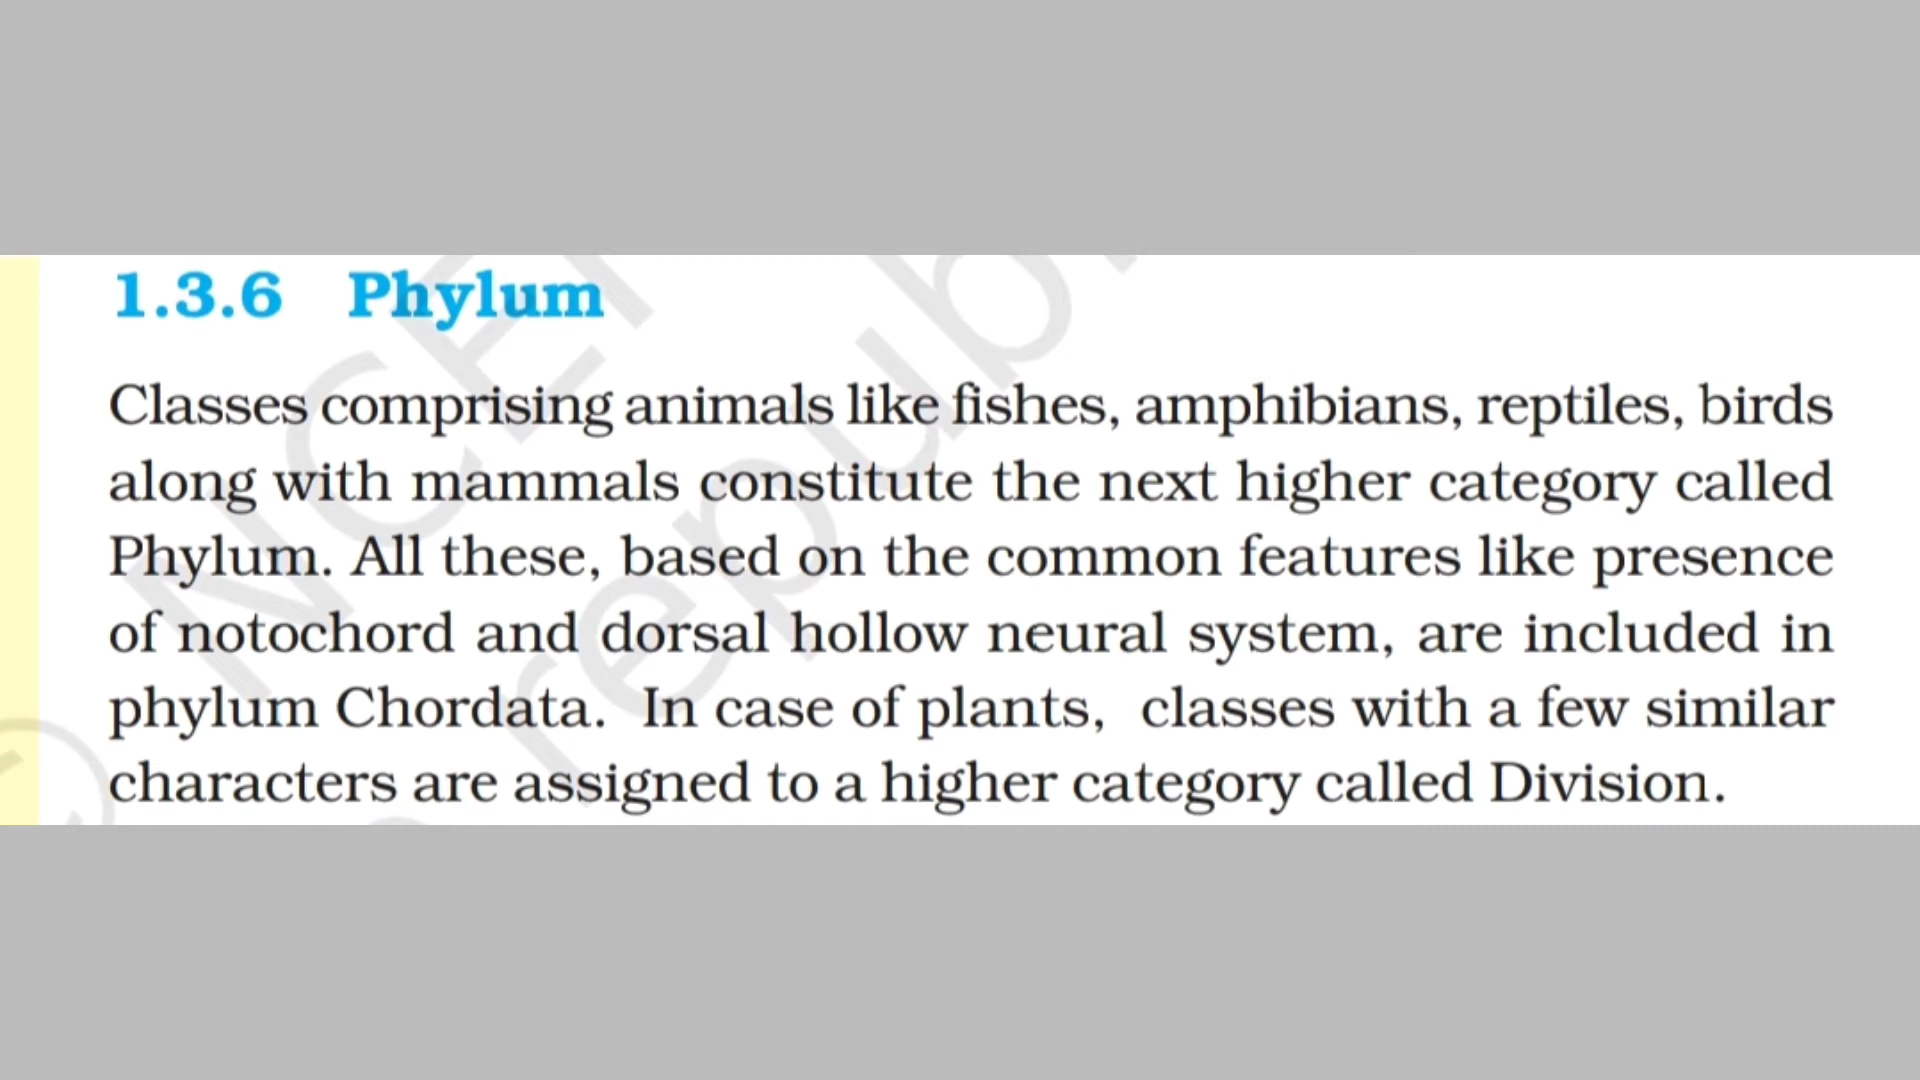 1.3.6 Phylum
Classes comprising animals like fishes, amphibians, reptiles, birds
along with mammals constitute the next higher category called
Phylum. All these, based on the common features like presence
of notochord and dorsal hollow neural system, are included in
phylum Chordata. In case of plants, classes with a few similar
characters are assigned to a higher category called Division.